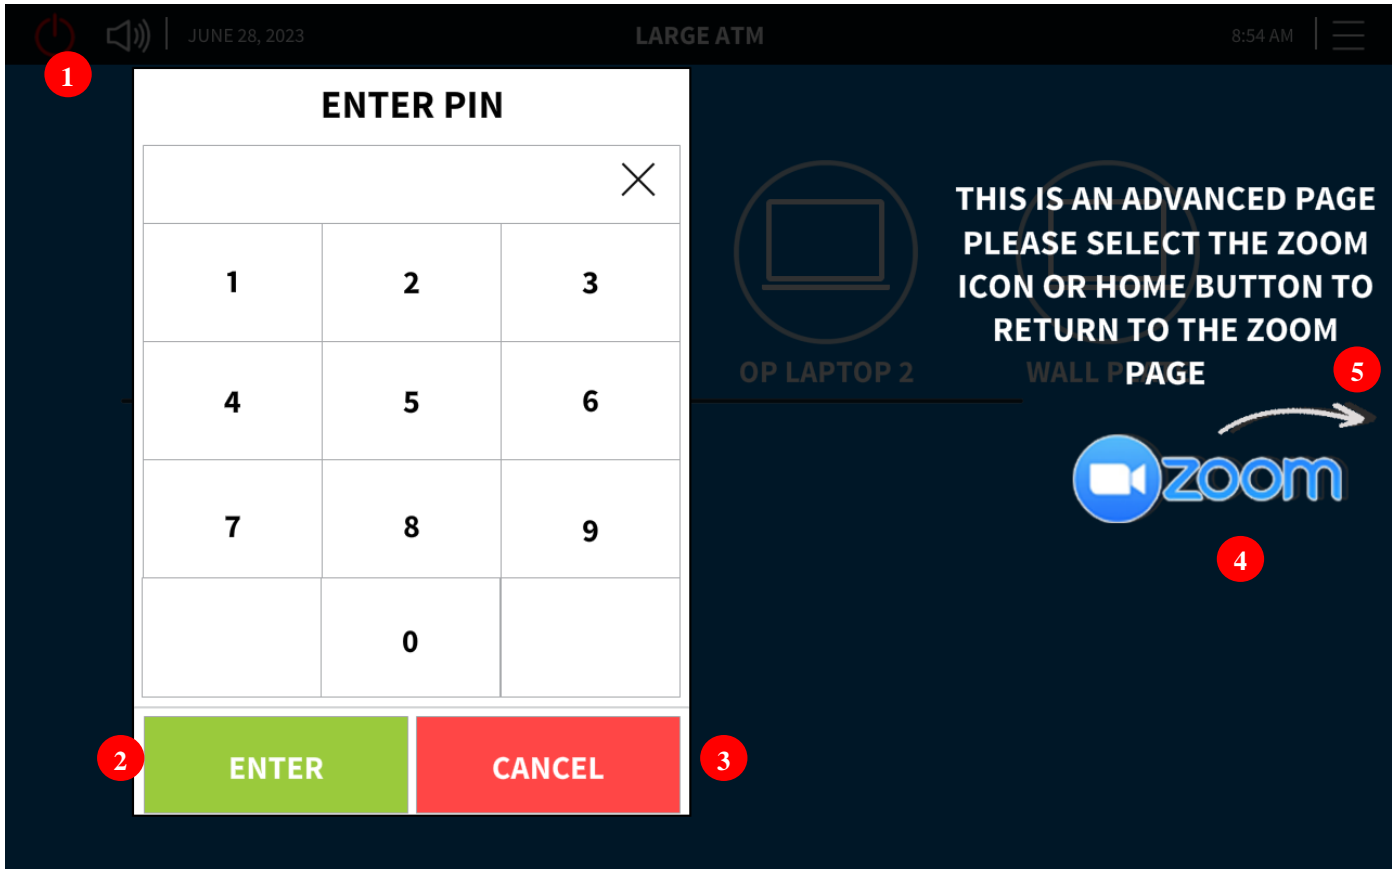 JUNE 28, 2023
LARGE ATM
8:54 AM
1
ENTER PIN
1 2 3
4 5 6
7 8 9
0
2
ENTER
CANCEL
3
OP LAPTOP 2
THIS IS AN ADVANCED PAGE
PLEASE SELECT THE ZOOM
ICON OR HOME BUTTON TO
RETURN TO THE ZOOM
PAGE
WALL
5
zoom
4